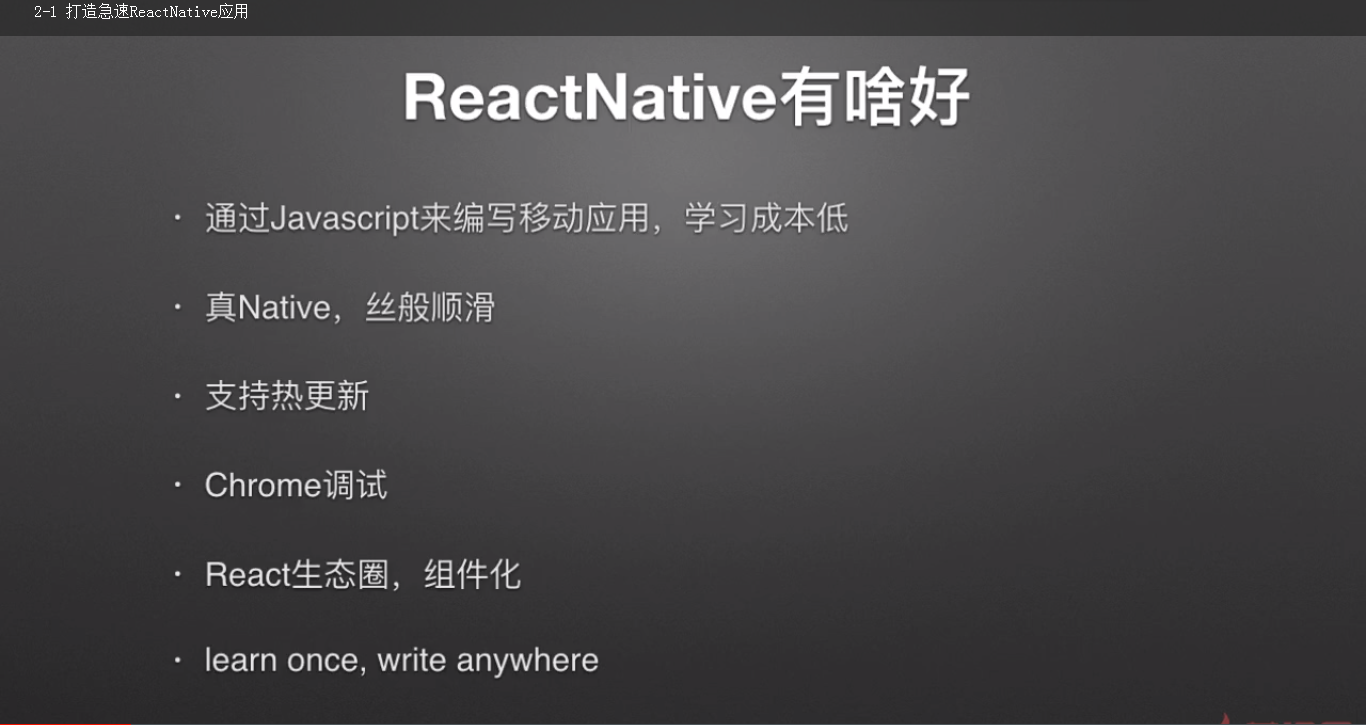 2-1 打造急速ReactNative应用
ReactNative有啥好
· 通过Javascript来编写移动应用，学习成本低
· 真Native，丝般顺滑
· 支持热更新
· Chrome调试
· React生态圈，组件化
· learn once, write anywhere